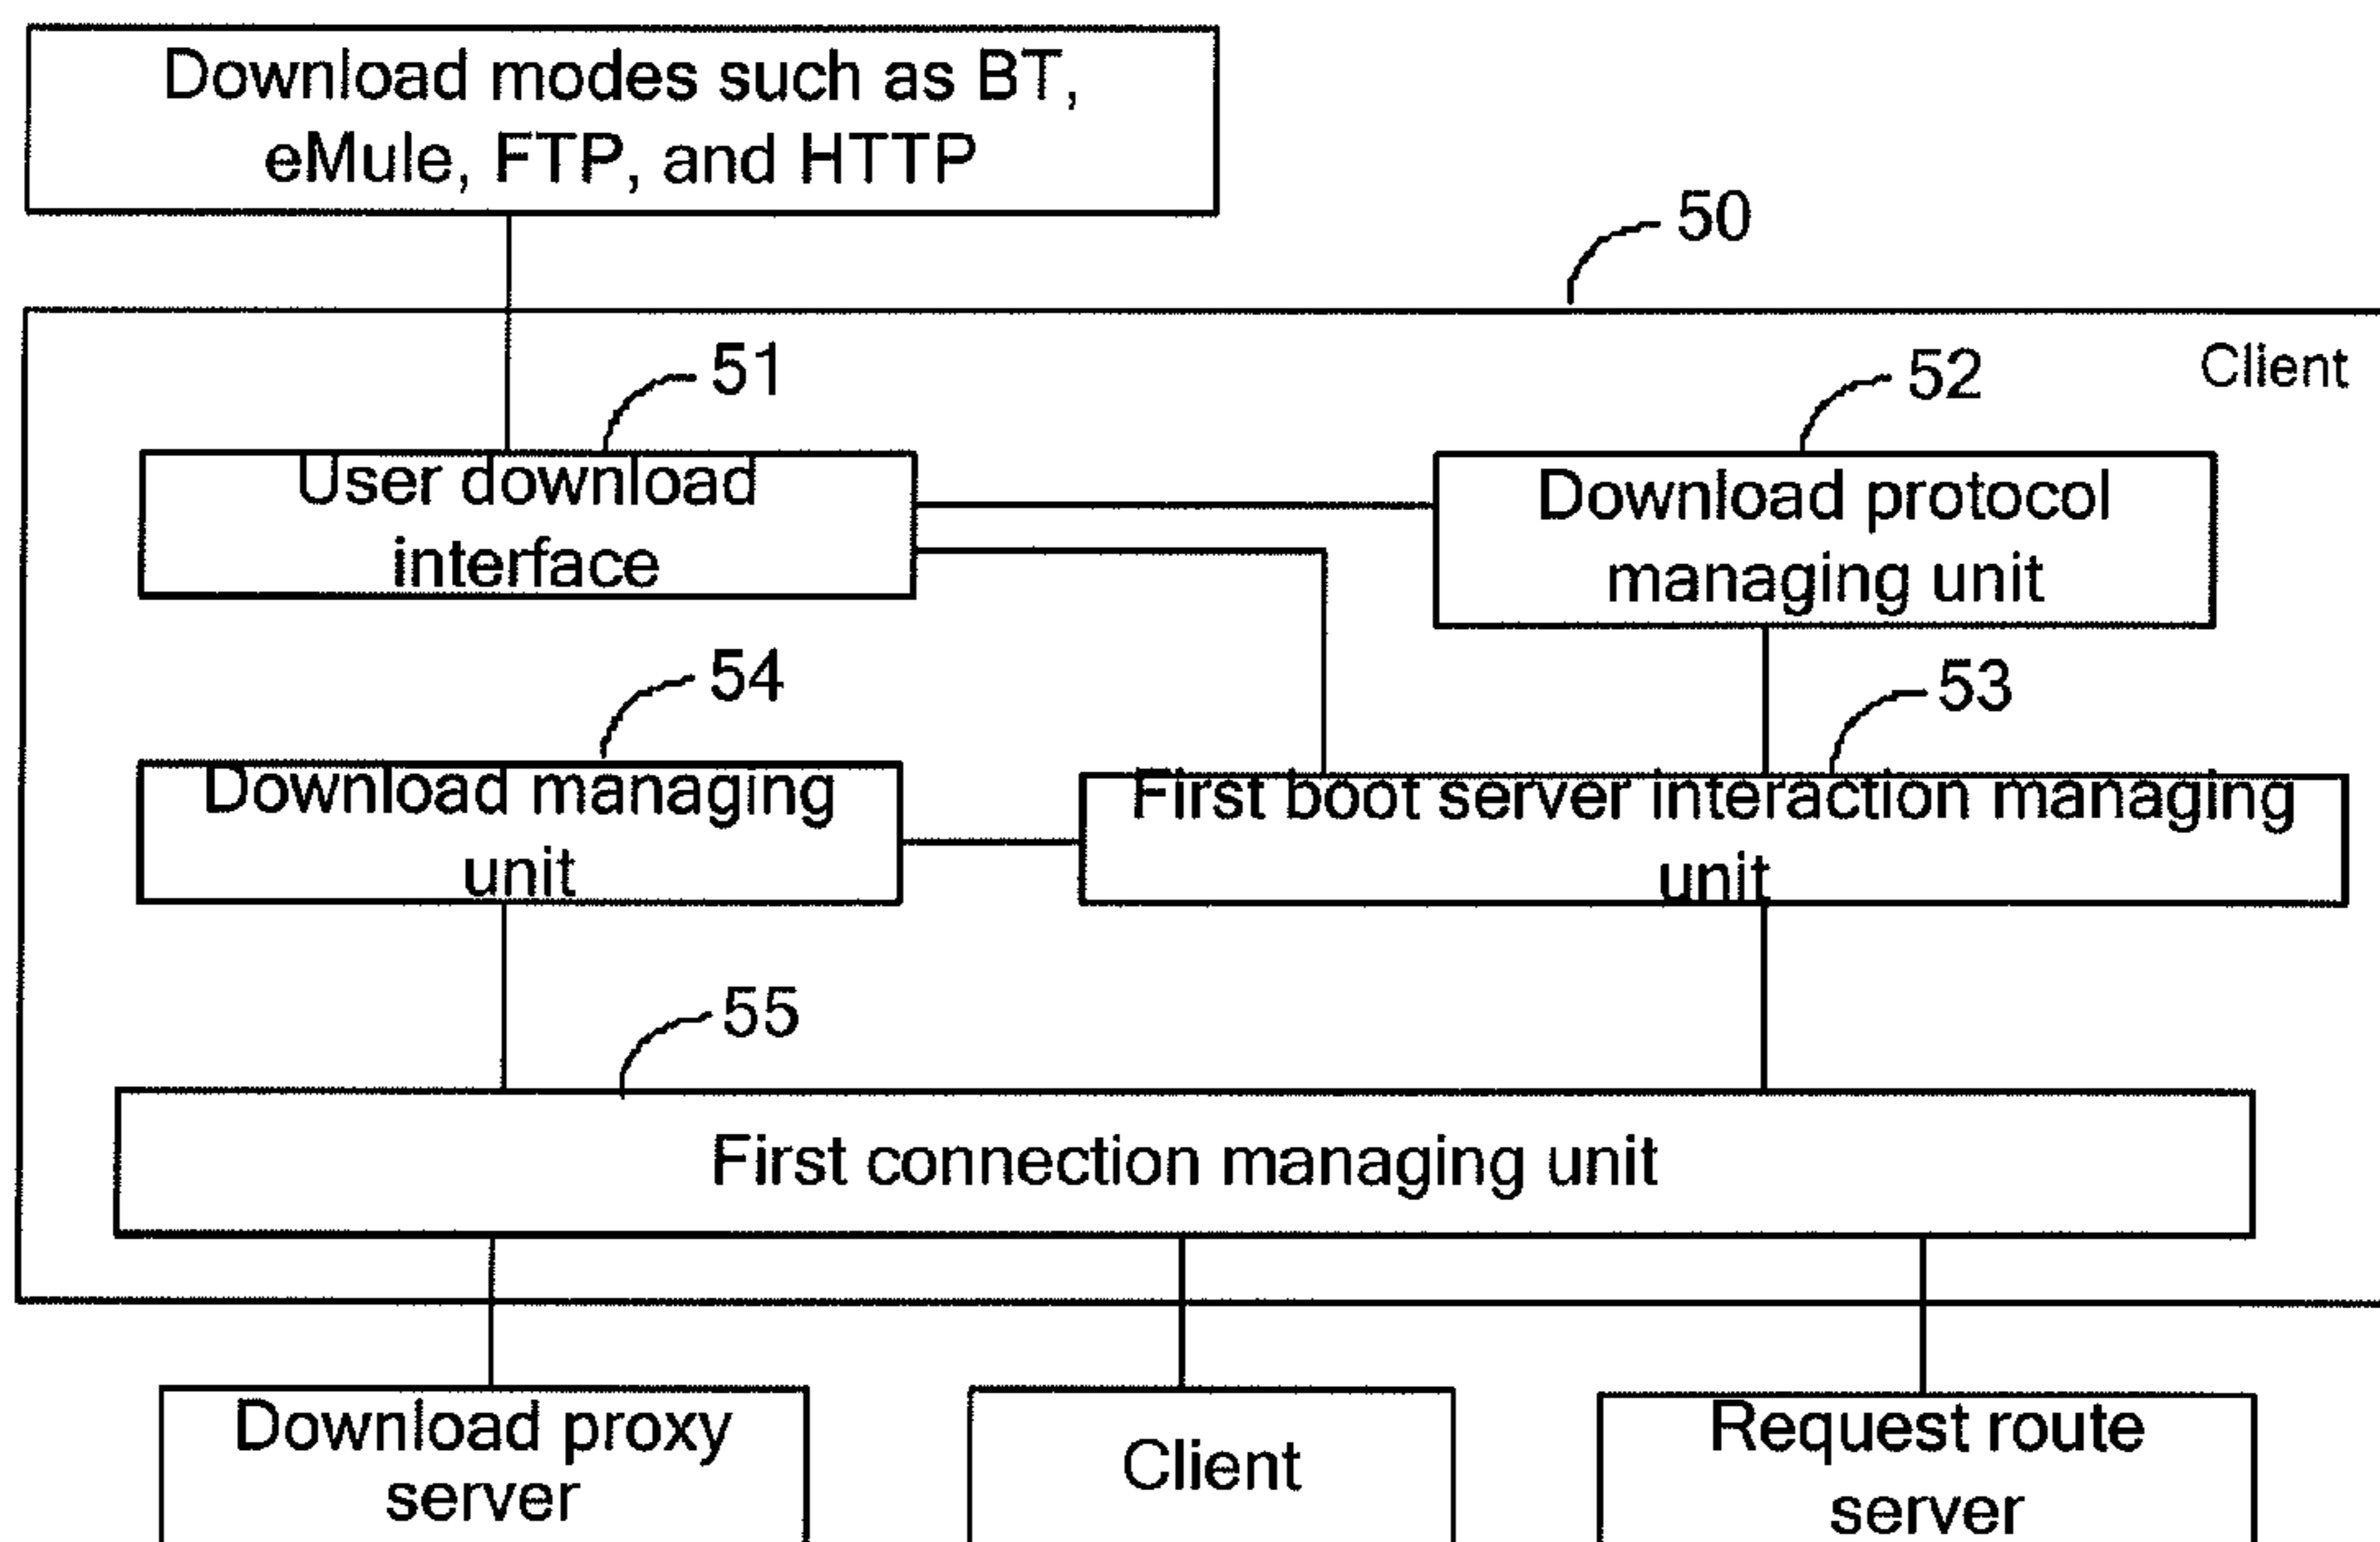 Download modes such as BT,
eMule, FTP, and HTTP
50
Client
51
52
User download
interface
Download protocol
managing unit
54
53
Download managing
unit
First boot server interaction managing
unit
55
First connection managing unit
Download proxy
server
Client
Request route
server